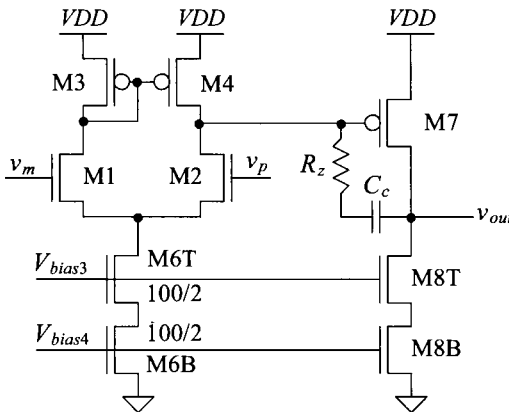 VDD VDD VDD
M3 M4
M7
v_m M1 M2 v_p R_z
C_c
v_out
V_bias3 M6T M8T
100/2
V_bias4 100/2 M8B
M6B